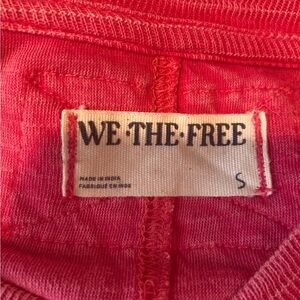 WE·THE·FREE
MADE IN INDIA
FABRIQUÉ EN INDE
S